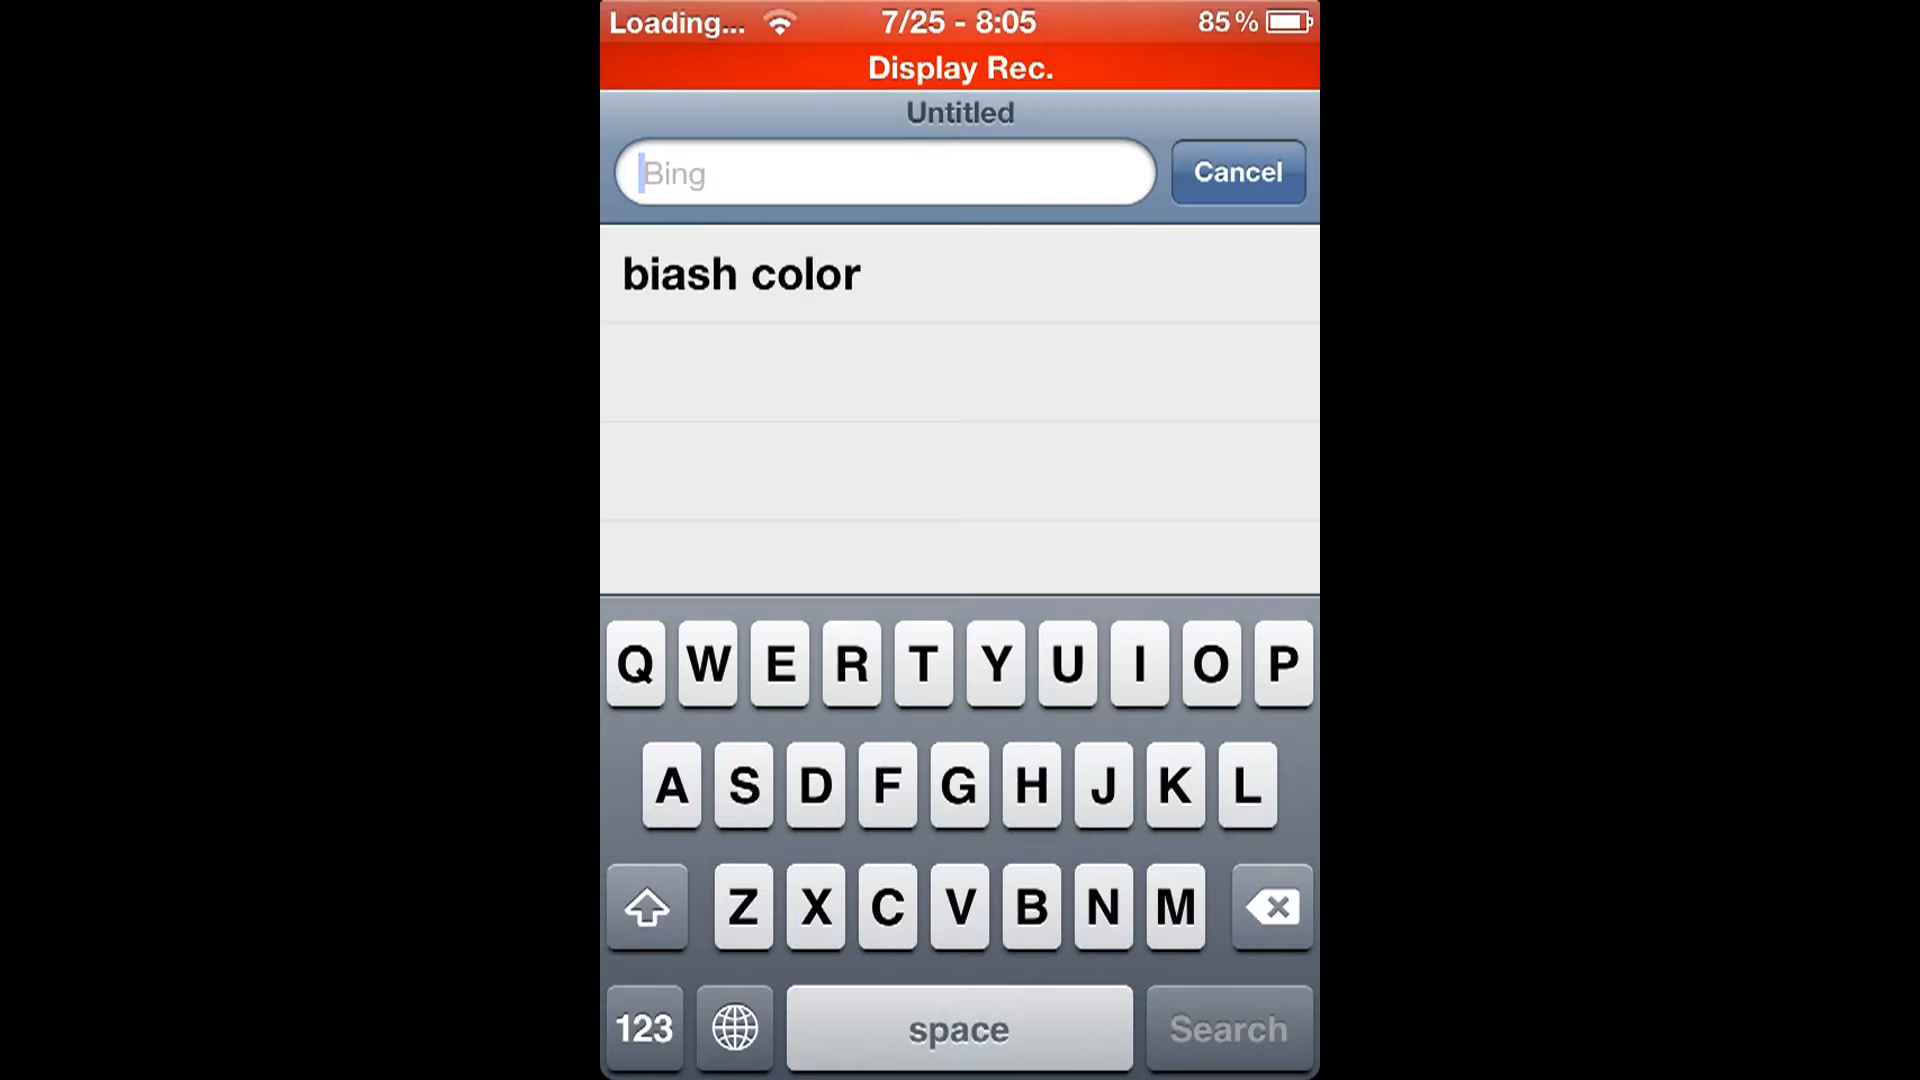 Loading... 7/25 - 8:05 85%
Display Rec.
Untitled
Bing Cancel
biash color
Q W E R T Y U I O P
A S D F G H J K L
Z X C V B N M
123 space Search